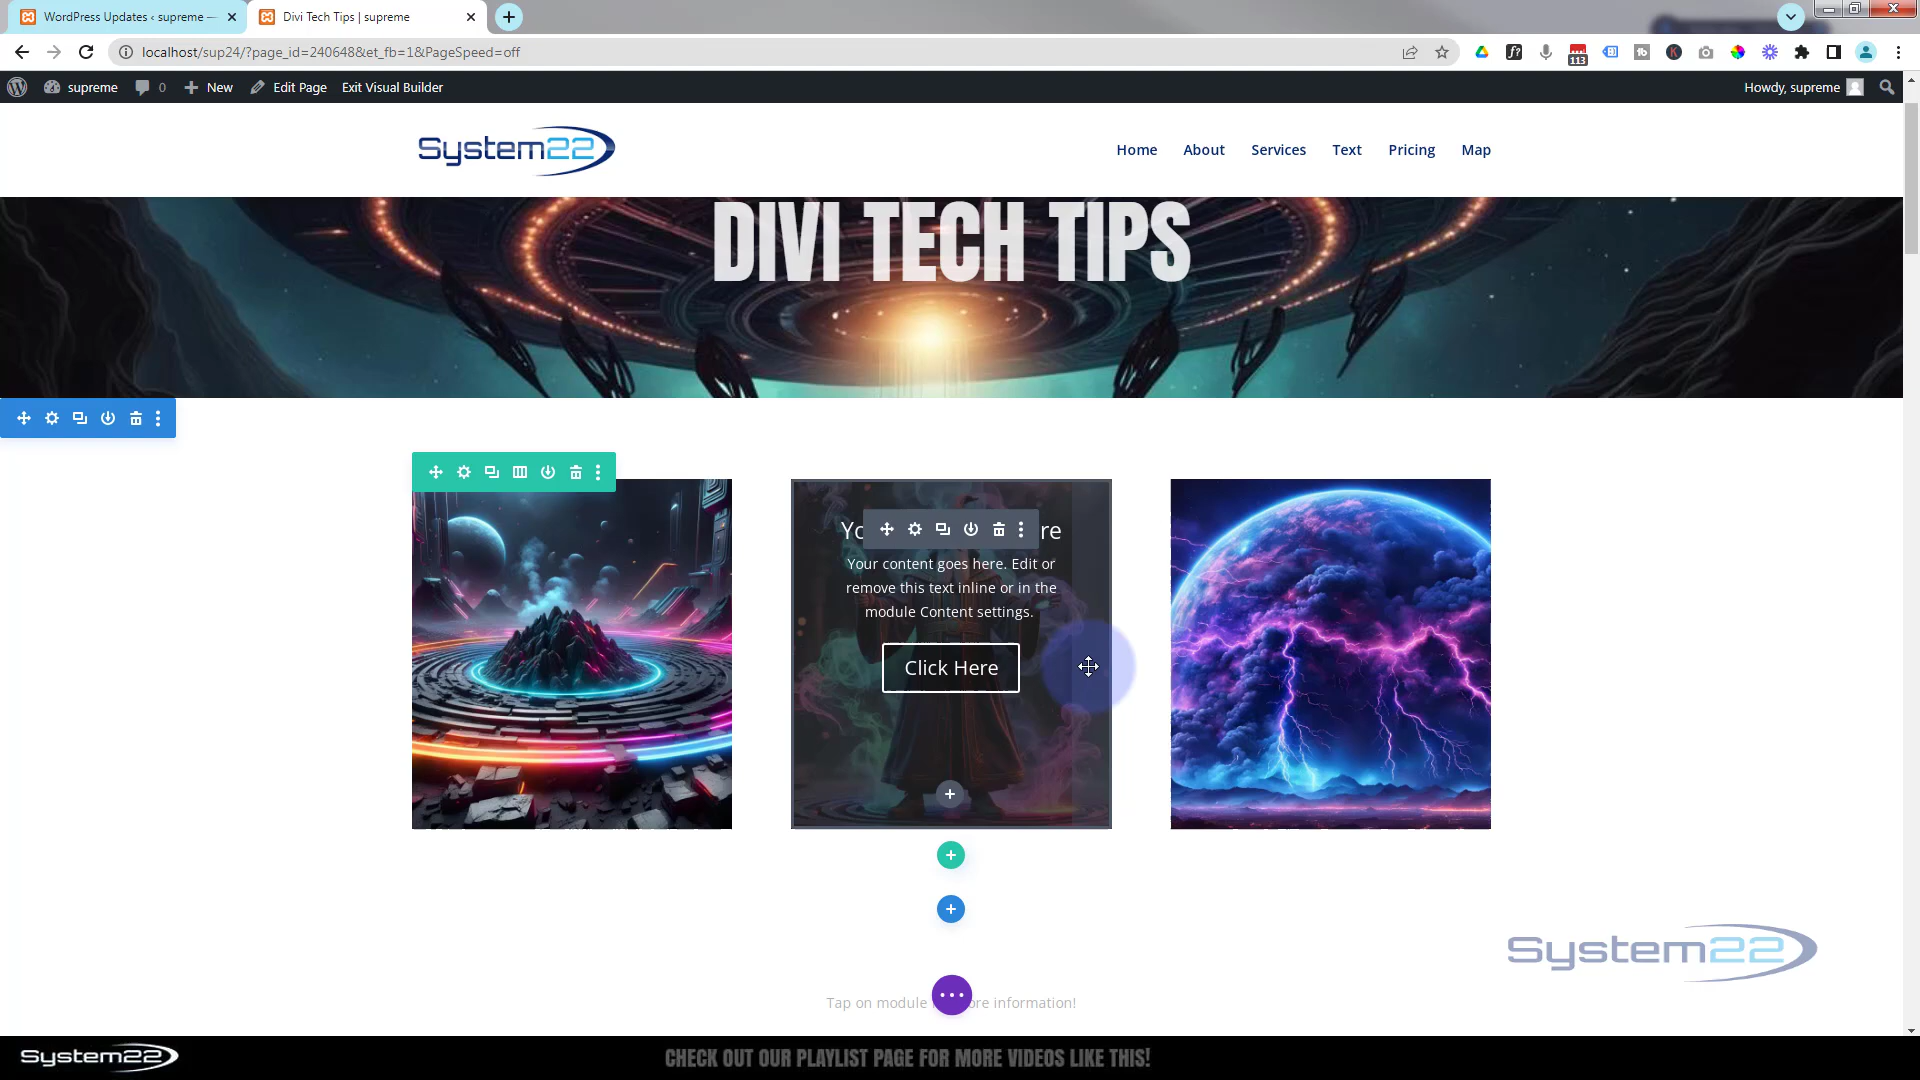 WordPress Updates ‹ supreme —
Divi Tech Tips | supreme
localhost/sup24/?page_id=240648&et_fb=1&PageSpeed=off
113
supreme
0
New
Edit Page
Exit Visual Builder
Howdy, supreme
System22
Home
About
Services
Text
Pricing
Map
DIVI TECH TIPS
Yo
re
Your content goes here. Edit or
remove this text inline or in the
module Content settings.
Click Here
System22
Tap on module
ore information!
System22
CHECK OUT OUR PLAYLIST PAGE FOR MORE VIDEOS LIKE THIS!